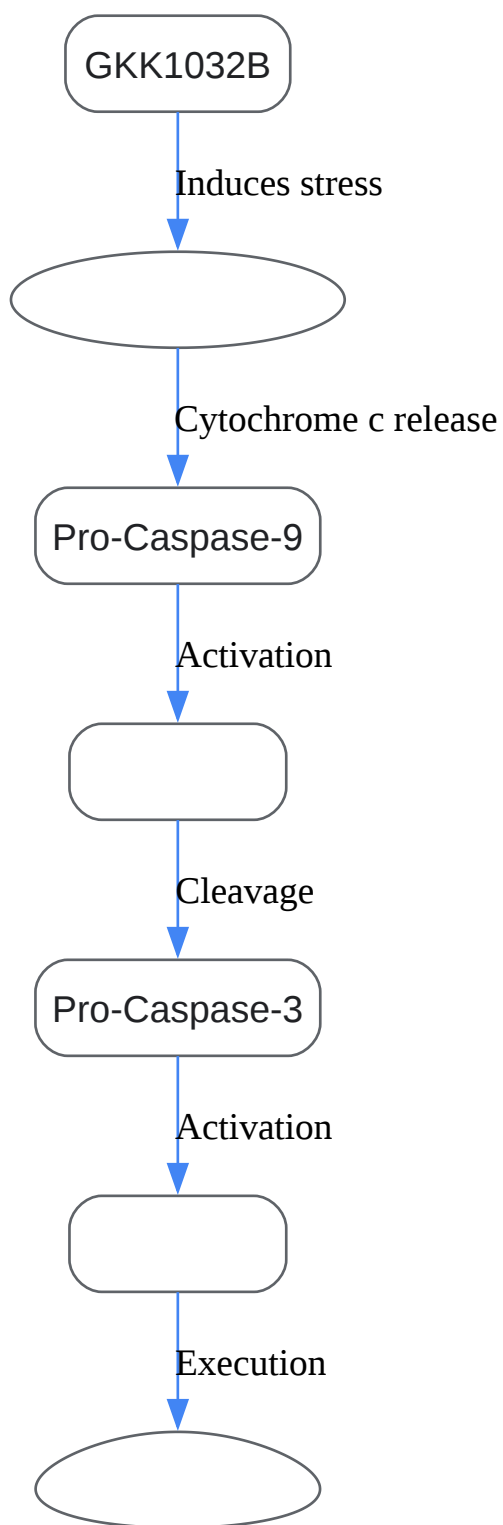 GKK1032B
Induces stress
Cytochrome c release
Pro-Caspase-9
Activation
Cleavage
Pro-Caspase-3
Activation
Execution